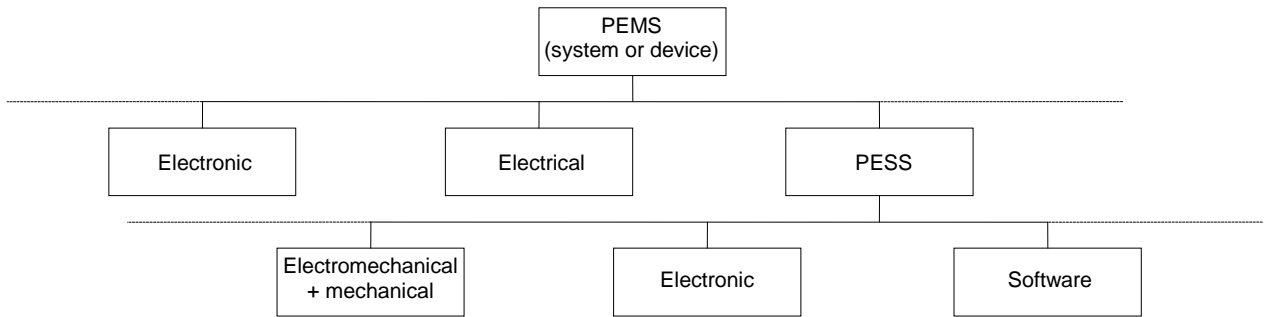 PEMS
(system or device)
Electronic
Electrical
PESS
Electromechanical
+ mechanical
Electronic
Software